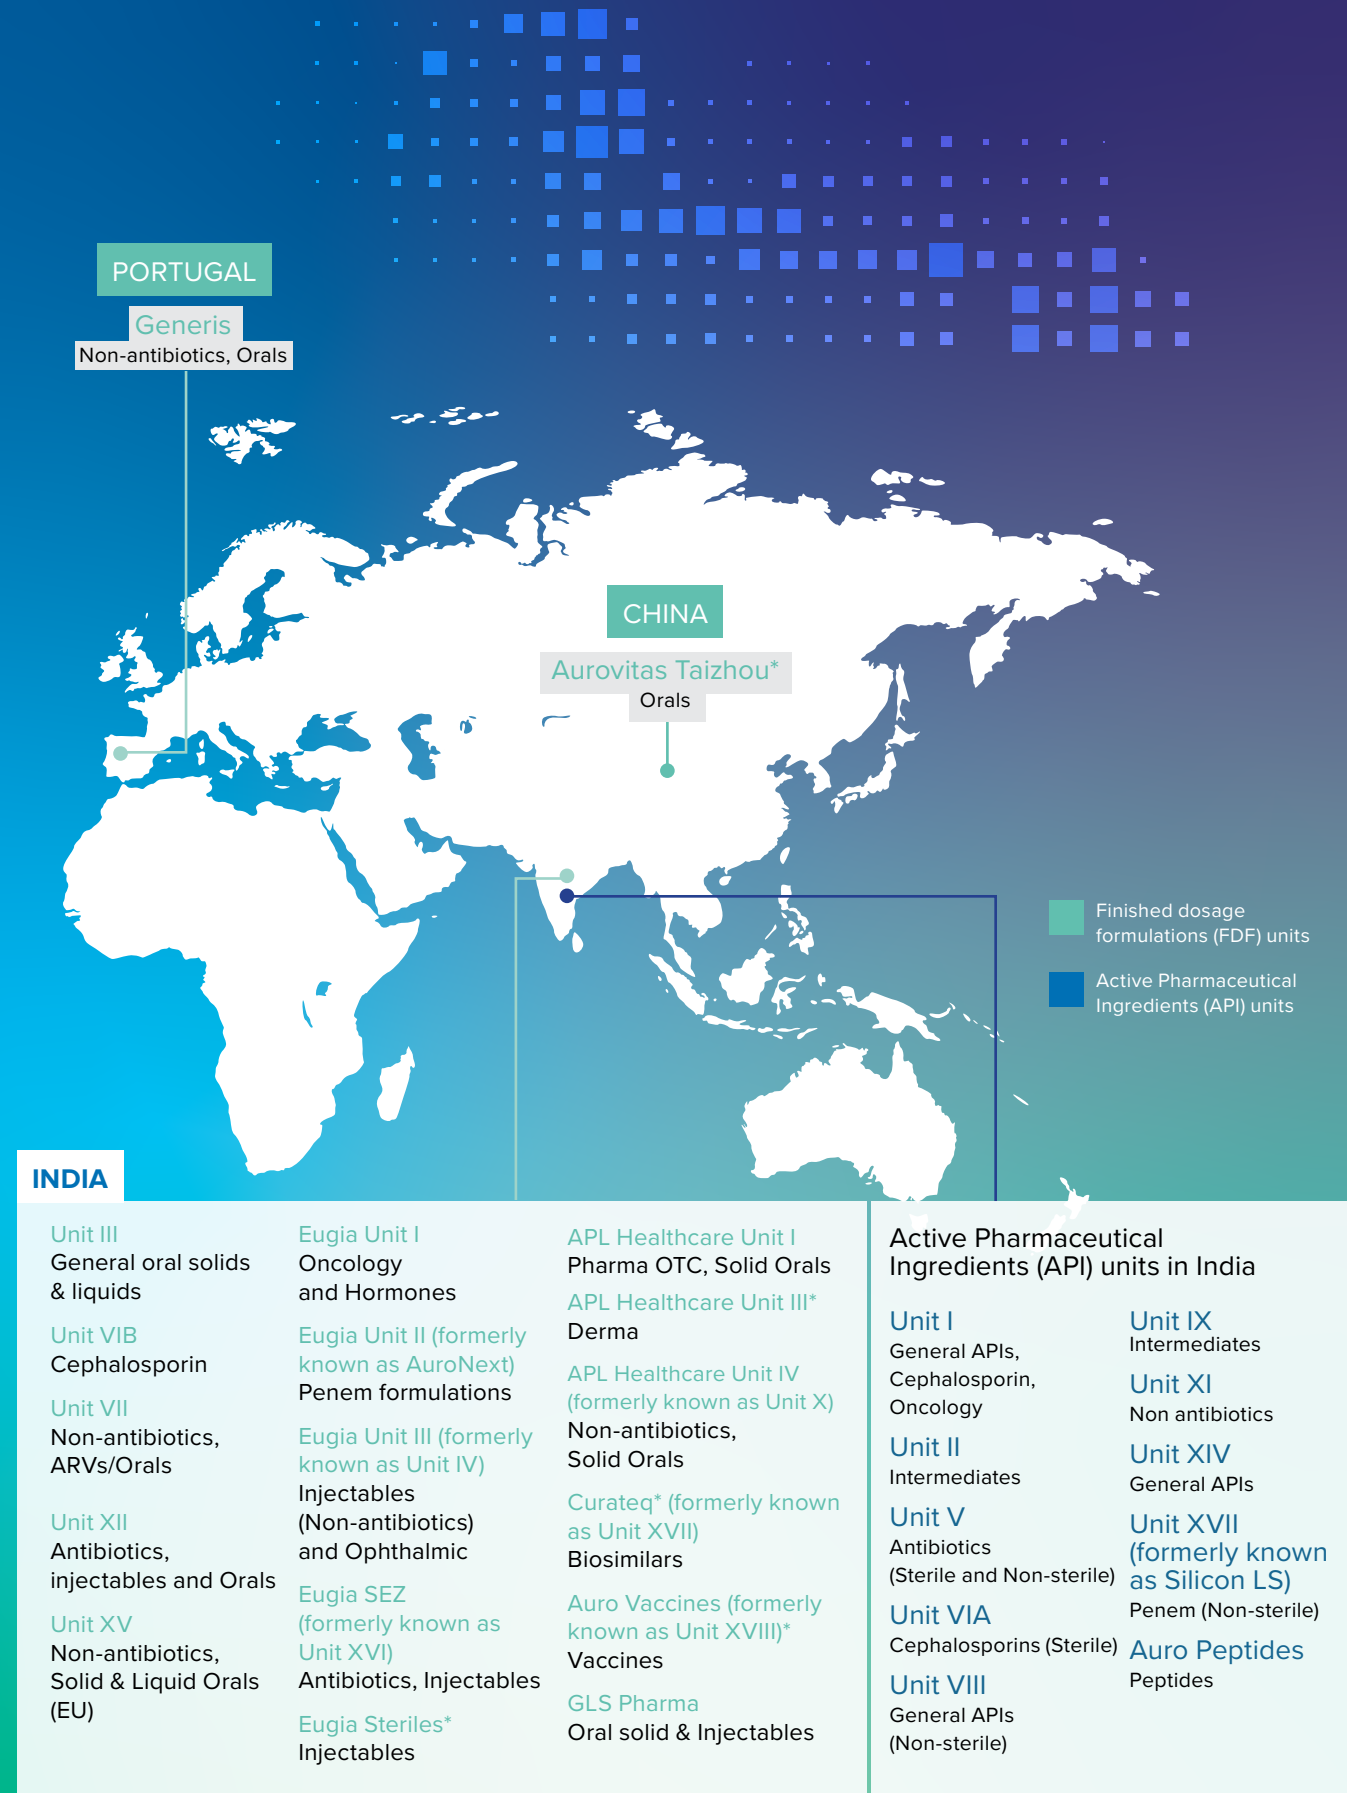 PORTUGAL
Generis
Non-antibiotics, Orals
CHINA
Aurovitas Taizhou*
Orals
Finished dosage
formulations (FDF) units
Active Pharmaceutical
Ingredients (API) units
INDIA
Unit III
General oral solids
& liquids
Unit VIB
Cephalosporin
Unit VII
Non-antibiotics,
ARVs/Orals
Unit XII
Antibiotics,
injectables and Orals
Unit XV
Non-antibiotics,
Solid & Liquid Orals
(EU)
Eugia Unit I
Oncology
and Hormones
Eugia Unit II (formerly
known as AuroNext)
Penem formulations
Eugia Unit III (formerly
known as Unit IV)
Injectables
(Non-antibiotics)
and Ophthalmic
Eugia SEZ
(formerly known as
Unit XVI)
Antibiotics, Injectables
Eugia Steriles*
Injectables
APL Healthcare Unit I
Pharma OTC, Solid Orals
APL Healthcare Unit III*
Derma
APL Healthcare Unit IV
(formerly known as Unit X)
Non-antibiotics,
Solid Orals
Curateq* (formerly known
as Unit XVII)
Biosimilars
Auro Vaccines (formerly
known as Unit XVIII)*
Vaccines
GLS Pharma
Oral solid & Injectables
Active Pharmaceutical
Ingredients (API) units in India
Unit I
General APIs,
Cephalosporin,
Oncology
Unit II
Intermediates
Unit V
Antibiotics
(Sterile and Non-sterile)
Unit VIA
Cephalosporins (Sterile)
Unit VIII
General APIs
(Non-sterile)
Unit IX
Intermediates
Unit XI
Non antibiotics
Unit XIV
General APIs
Unit XVII
(formerly known
as Silicon LS)
Penem (Non-sterile)
Auro Peptides
Peptides